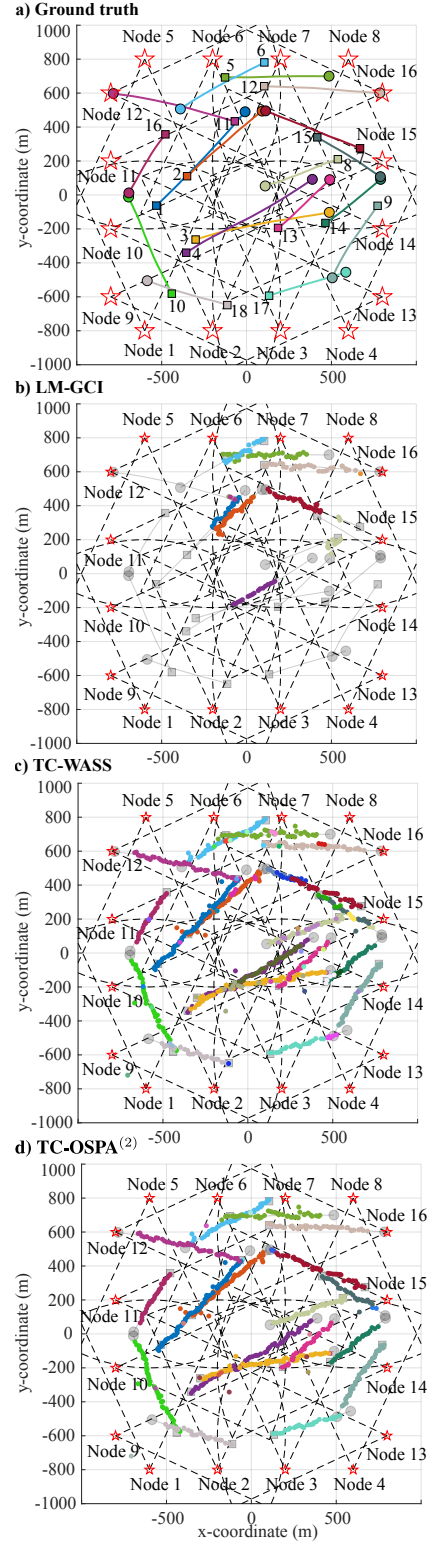 a) Ground truth
1000
800
600
400
200
0
-200
-400
-600
-800
1000
y-coordinate (m)
Node 5
Node 6
Node 7
Node 8
6
5
12
Node 16
Node 12
16
11
15
Node 15
2
8
Node 11
1
9
3
13
14
Node 14
4
Node 10
10
18
17
Node 13
Node 9
Node 1
Node 2
Node 3
Node 4
-500
0
500
b) LM-GCI
1000
800
600
400
200
0
-200
-400
-600
-800
-1000
y-coordinate (m)
Node 5
Node 6
Node 7
Node 8
Node 16
Node 12
Node 15
Node 11
Node 10
Node 14
Node 9
Node 13
Node 1
Node 2
Node 3
Node 4
-500
0
500
c) TC-WASS
1000
800
600
400
200
0
-200
-400
-600
-800
-1000
y-coordinate (m)
Node 5
Node 6
Node 7
Node 8
Node 16
Node 12
Node 15
Node 11
Node 10
Node 14
Node 9
Node 13
Node 1
Node 2
Node 3
Node 4
-500
0
500
d) TC-OSPA(2)
1000
800
600
400
200
0
-200
-400
-600
-800
-1000
y-coordinate (m)
Node 5
Node 6
Node 7
Node 8
Node 16
Node 12
Node 15
Node 11
Node 10
Node 14
Node 9
Node 13
Node 1
Node 2
Node 3
Node 4
-500
0
500
x-coordinate (m)